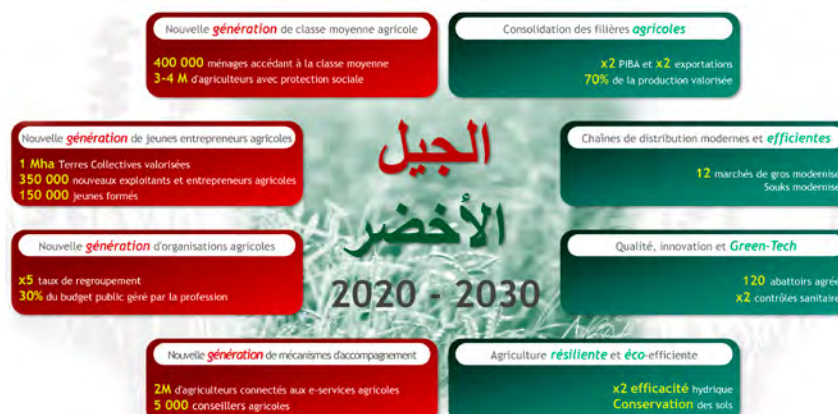 Nouvelle génération de classe moyenne agricole
400 000 ménages accédant à la classe moyenne
3-4 M d'agriculteurs avec protection sociale
Consolidation des filières agricoles
x2 PIBA et x2 exportations
70% de la production valorisée
Nouvelle génération de jeunes entrepreneurs agricoles
1 Mha Terres Collectives valorisées
350 000 nouveaux exploitants et entrepreneurs agricoles
150 000 jeunes formés
الجيل
الأخضر
2020 - 2030
Chaînes de distribution modernes et efficientes
12 marchés de gros modernisé
Souks modernisé
Nouvelle génération d'organisations agricoles
x5 taux de regroupement
30% du budget public géré par la profession
Qualité, innovation et Green-Tech
120 abattoirs agréé
x2 contrôles sanitaire
Nouvelle génération de mécanismes d'accompagnement
2M d'agriculteurs connectés aux e-services agricoles
5 000 conseillers agricoles
Agriculture résiliente et éco-efficiente
x2 efficacité hydrique
Conservation des sols